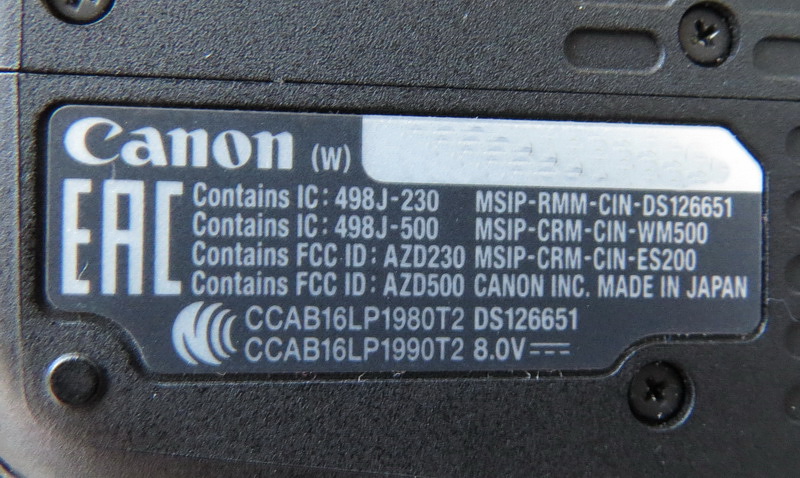 Canon (W)
EAC
Contains IC: 498J-230 MSIP-RMM-CIN-DS126651
Contains IC: 498J-500 MSIP-CRM-CIN-WM500
Contains FCC ID: AZD230 MSIP-CRM-CIN-ES200
Contains FCC ID: AZD500 CANON INC. MADE IN JAPAN
CCAB16LP1980T2 DS126651
CCAB16LP1990T2 8.0V⎓